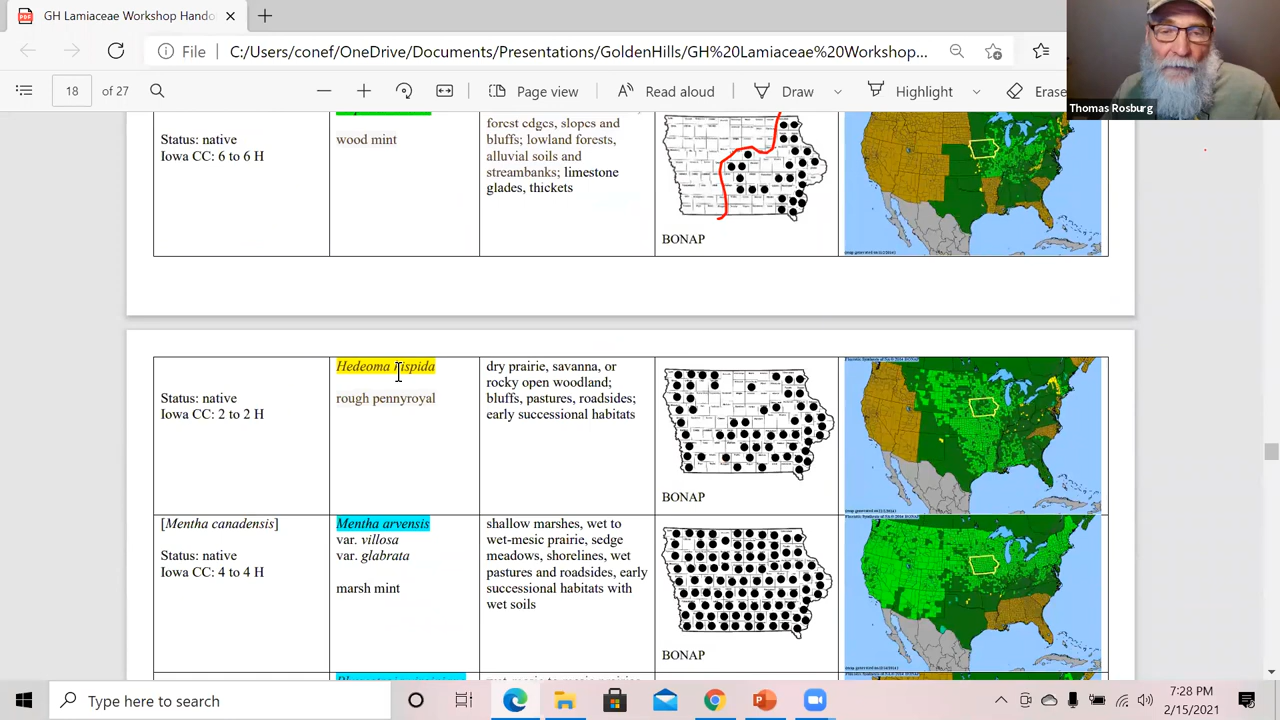 GH Lamiaceae Workshop Hando
File
C:/Users/conef/OneDrive/Documents/Presentations/GoldenHills/GH%20Lamiaceae%20Workshop...
18 of 27
Page view
Read aloud
Draw
Highlight
Erase
Thomas Rosburg
Status: native
Iowa CC: 6 to 6 H
wood mint
forest edges, slopes and
bluffs; lowland forests,
alluvial soils and
streambanks; limestone
glades, thickets
BONAP
Status: native
Iowa CC: 2 to 2 H
Hedeoma hispida
rough pennyroyal
dry prairie, savanna, or
rocky open woodland;
bluffs, pastures, roadsides;
early successional habitats
BONAP
[Mentha canadensis]
Status: native
Iowa CC: 4 to 4 H
Mentha arvensis
var. villosa
var. glabrata
marsh mint
shallow marshes, wet to
wet-mesic prairie, sedge
meadows, shorelines, wet
pastures and roadsides, early
successional habitats with
wet soils
BONAP
Type here to search
7:28 PM
2/15/2021